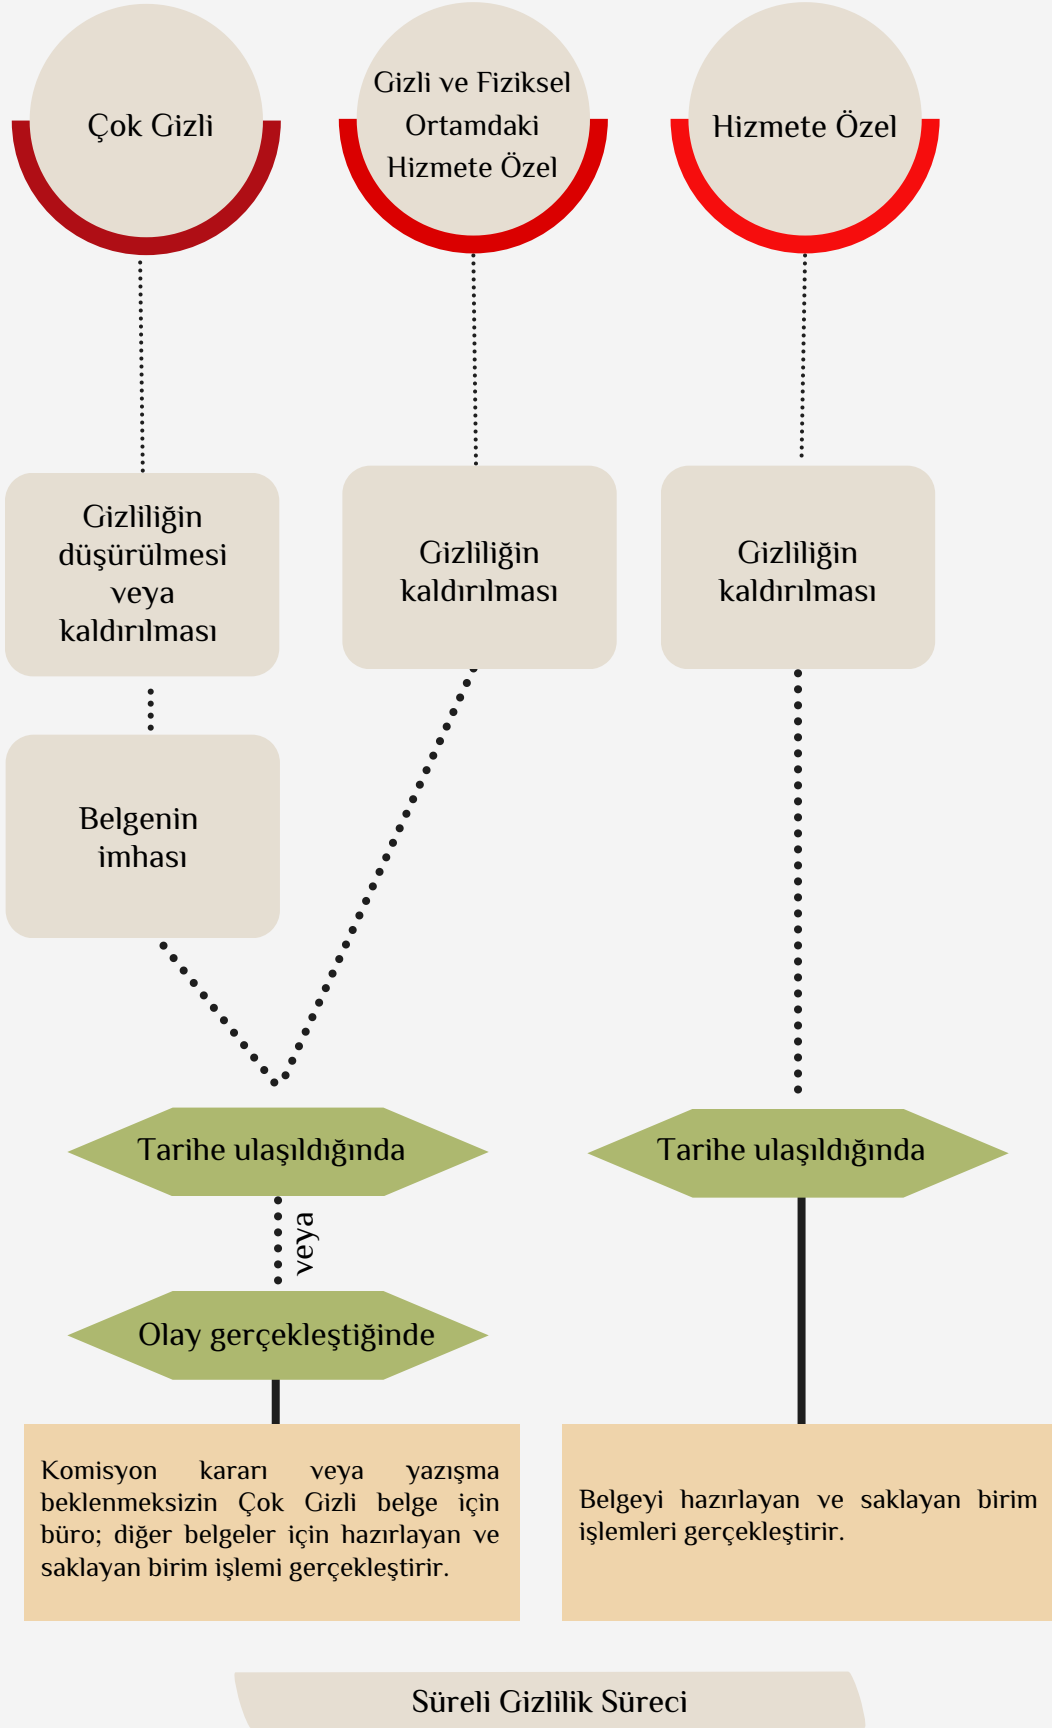 Çok Gizli
Gizli ve Fiziksel
Ortamdaki
Hizmete Özel
Hizmete Özel
Gizliliğin
düşürülmesi
veya
kaldırılması
Gizliliğin
kaldırılması
Gizliliğin
kaldırılması
Belgenin
imhası
Tarihe ulaşıldığında
veya
Olay gerçekleştiğinde
Tarihe ulaşıldığında
Komisyon kararı veya yazışma
beklenmeksizin Çok Gizli belge için
büro; diğer belgeler için hazırlayan ve
saklayan birim işlemi gerçekleştirir.
Belgeyi hazırlayan ve saklayan birim
işlemleri gerçekleştirir.
Süreli Gizlilik Süreci